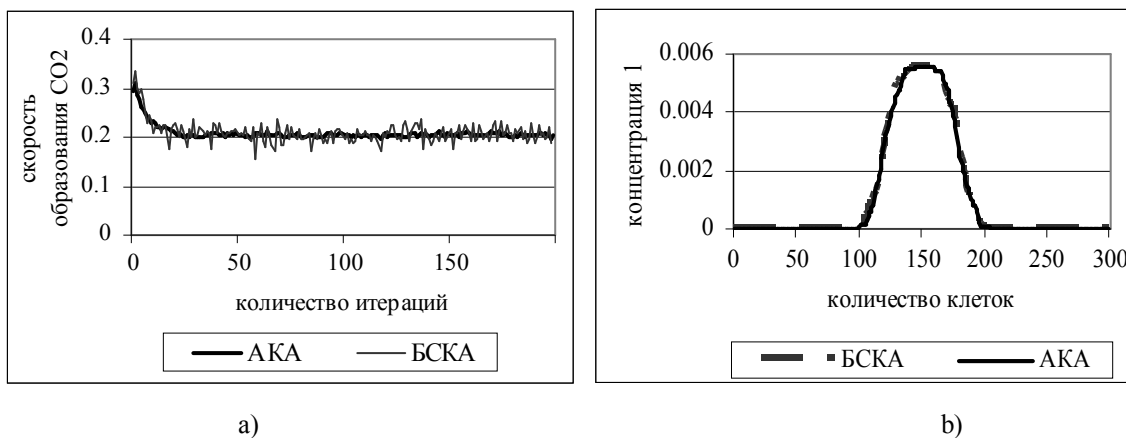 0.4
0.3
0.2
0.1
0
0
50
100
150
скорость
образования CO2
количество итераций
АКА
БСКА
0.006
0.004
0.002
0
0
50
100
150
200
250
300
концентрация 1
количество клеток
БСКА
АКА
a)
b)